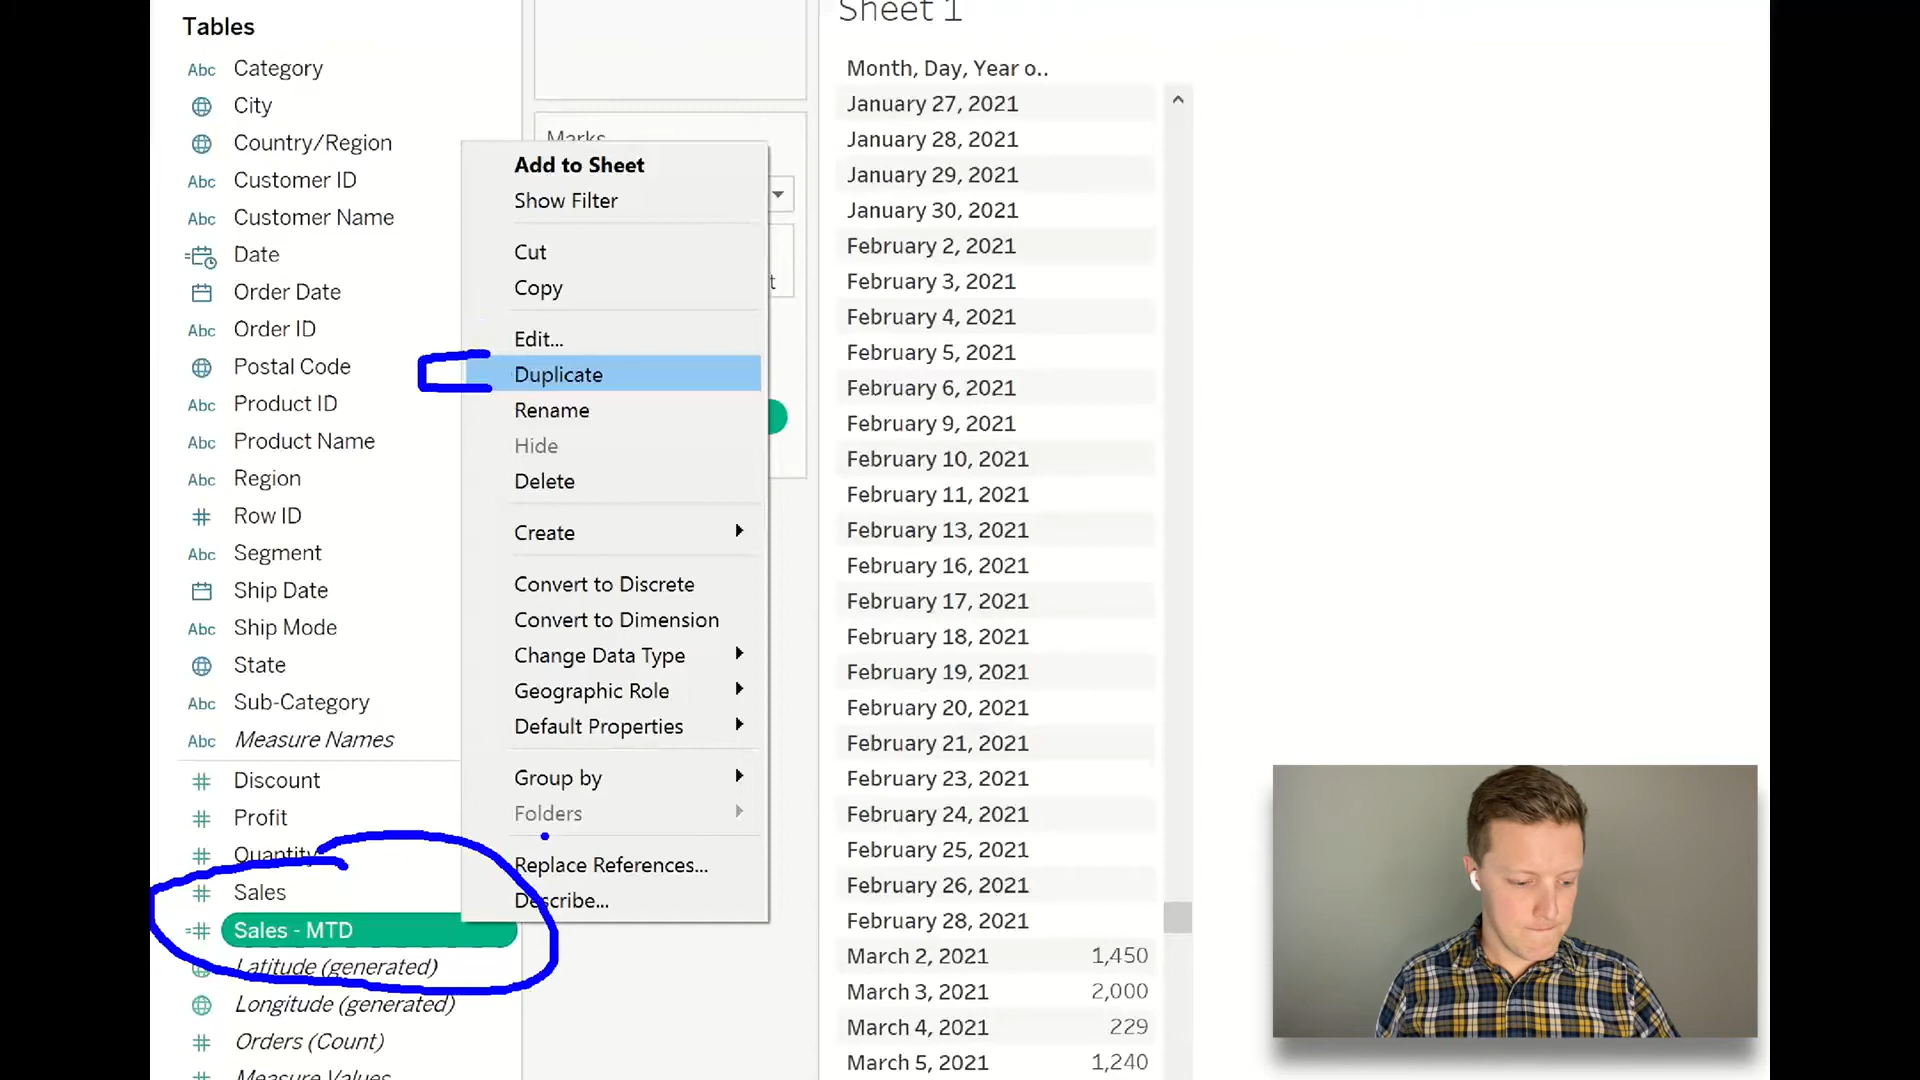 Tables
Abc Category
City
Country/Region
Abc Customer ID
Abc Customer Name
Date
Order Date
Abc Order ID
Postal Code
Abc Product ID
Abc Product Name
Abc Region
# Row ID
Abc Segment
Ship Date
Abc Ship Mode
State
Abc Sub-Category
Abc Measure Names
# Discount
# Profit
# Quantity
# Sales
=# Sales - MTD
Latitude (generated)
Longitude (generated)
# Orders (Count)
Measure Values
Marks
t
Add to Sheet
Show Filter
Cut
Copy
Edit...
Duplicate
Rename
Hide
Delete
Create
Convert to Discrete
Convert to Dimension
Change Data Type
Geographic Role
Default Properties
Group by
Folders
Replace References...
Describe...
Sheet 1
Month, Day, Year o..
January 27, 2021
January 28, 2021
January 29, 2021
January 30, 2021
February 2, 2021
February 3, 2021
February 4, 2021
February 5, 2021
February 6, 2021
February 9, 2021
February 10, 2021
February 11, 2021
February 13, 2021
February 16, 2021
February 17, 2021
February 18, 2021
February 19, 2021
February 20, 2021
February 21, 2021
February 23, 2021
February 24, 2021
February 25, 2021
February 26, 2021
February 28, 2021
March 2, 2021 1,450
March 3, 2021 2,000
March 4, 2021 229
March 5, 2021 1,240